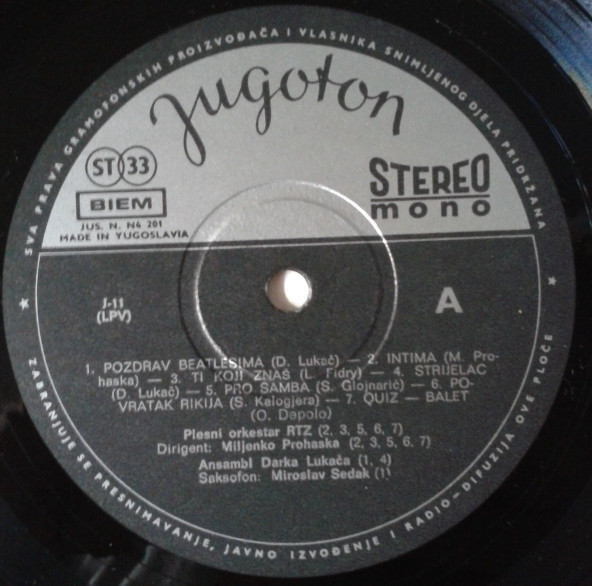 SVA PRAVA GRAMOFONSKIH PROIZVOĐAČA I VLASNIKA SNIMLJENOG DJELA PRIDRŽANA
Jugoton
ST 33
STEREO
mono
BIEM
JUS. N. N4 201
MADE IN YUGOSLAVIA
J-11
(LPV)
A
1. POZDRAV BEATLESIMA (D. Lukač) — 2. INTIMA (M. Pro-
haska) — 3. TI KOJI ZNAŠ (L. Fidry) — 4. STRIJELAC
(D. Lukač) — 5. PRO SAMBA (S. Glojnarić) — 6. PO-
VRATAK RIKIJA (S. Kalogjera) — 7. QUIZ — BALET
(O. Depolo)
Plesni orkestar RTZ (2, 3, 5, 6, 7)
Dirigent: Miljenko Prohaska (2, 3, 5, 6, 7)
Ansambl Darka Lukača (1, 4)
Saksofon: Miroslav Sedak (1)
ZABRANJUJE SE PRESNIMAVANJE, JAVNO IZVOĐENJE I RADIO-DIFUZIJA OVE PLOČE